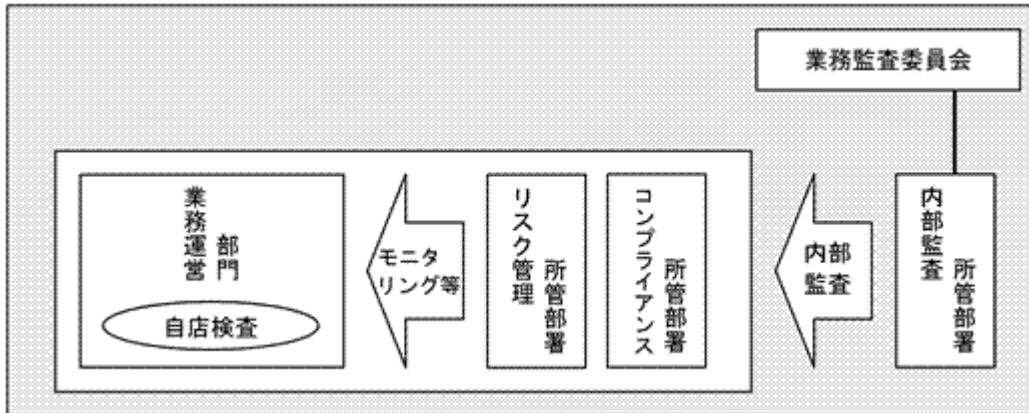 業務監査委員会
業務運営
部門
自店検査
モニタ
リング等
リスク管理
所管部署
コンプライアンス
所管部署
内部
監査
内部監査
所管部署